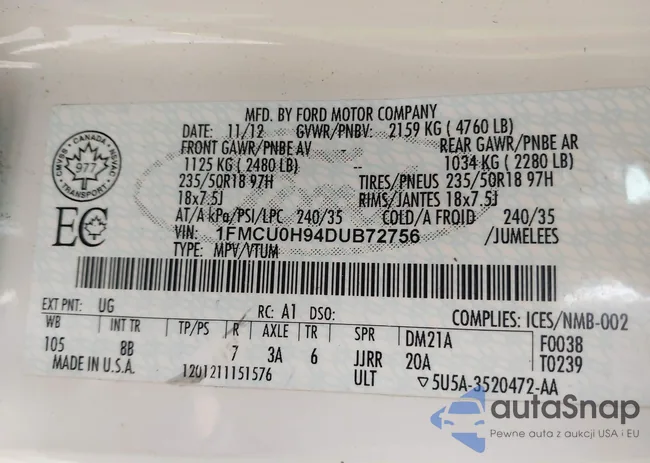 MFD. BY FORD MOTOR COMPANY
DATE: 11/12 GVWR/PNBV: 2159 KG ( 4760 LB)
FRONT GAWR/PNBE AV REAR GAWR/PNBE AR
1125 KG ( 2480 LB) -- 1034 KG ( 2280 LB)
235/50R18 97H TIRES/PNEUS 235/50R18 97H
18x7.5J RIMS/JANTES 18x7.5J
AT/A kPa/PSI/LPC 240/35 COLD/A FROID 240/35
VIN: 1FMCU0H94DUB72756 /JUMELEES
TYPE: MPV/VTUM
CANADA
TRANSPORT
977
EC
EXT PNT: UG RC: A1 DSO: COMPLIES: ICES/NMB-002
WB INT TR TP/PS R AXLE TR SPR DM21A F0038
105 8B 7 3A 6 JJRR 20A T0239
MADE IN U.S.A. 1201211151576 ULT ▽5U5A-3520472-AA
autaSnap
Pewne auta z aukcji USA i EU